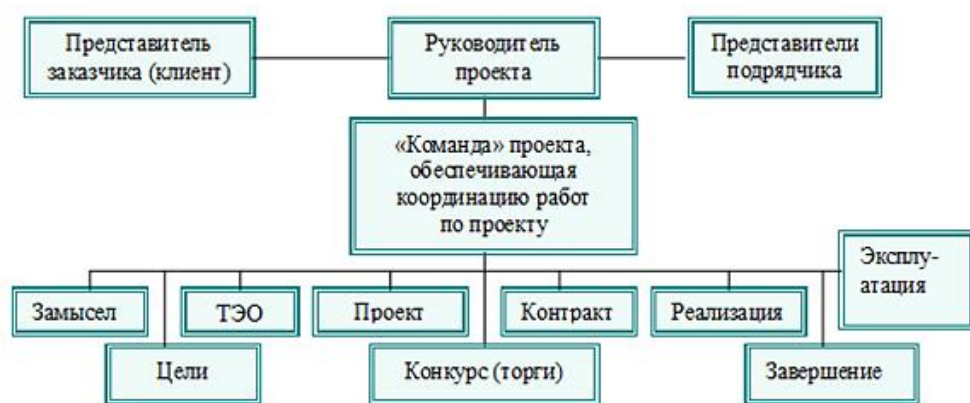 Представитель
заказчика (клиент)
Руководитель
проекта
Представители
подрядчика
«Команда» проекта,
обеспечивающая
координацию работ
по проекту
Эксплу-
атация
Замысел
ТЭО
Проект
Контракт
Реализация
Цели
Конкурс (торги)
Завершение